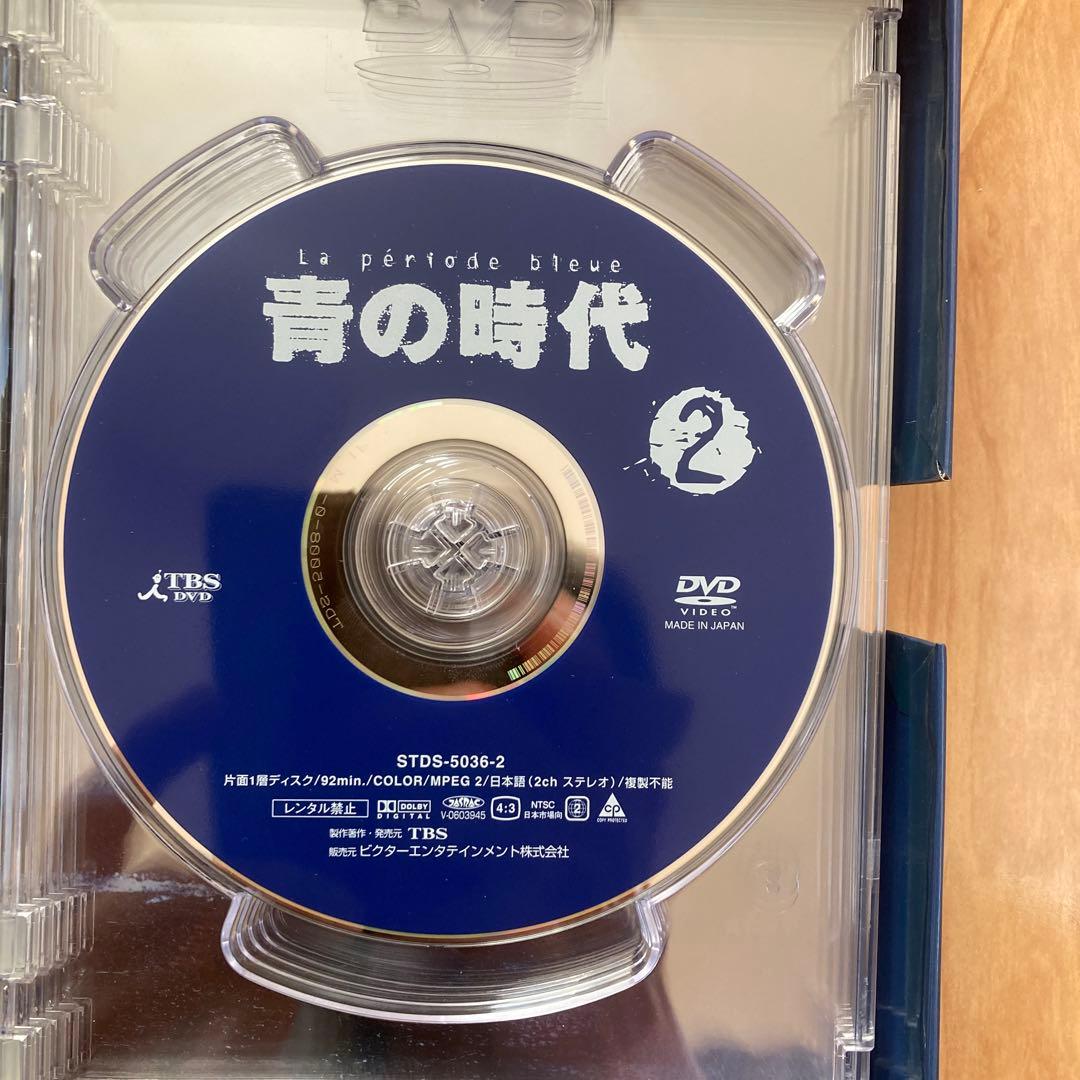 DVD
La période bleue
青の時代
2
TBS
DVD
DVD
VIDEO™
MADE IN JAPAN
STDS-5036-2
片面1層ディスク/92min./COLOR/MPEG 2/日本語(2ch ステレオ)/複製不能
レンタル禁止
DOLBY
DIGITAL
JASRAC
V-0603945
4:3
NTSC
日本市場向
2
CP
COPY PROTECTED
製作著作・発売元 TBS
販売元 ビクターエンタテインメント株式会社